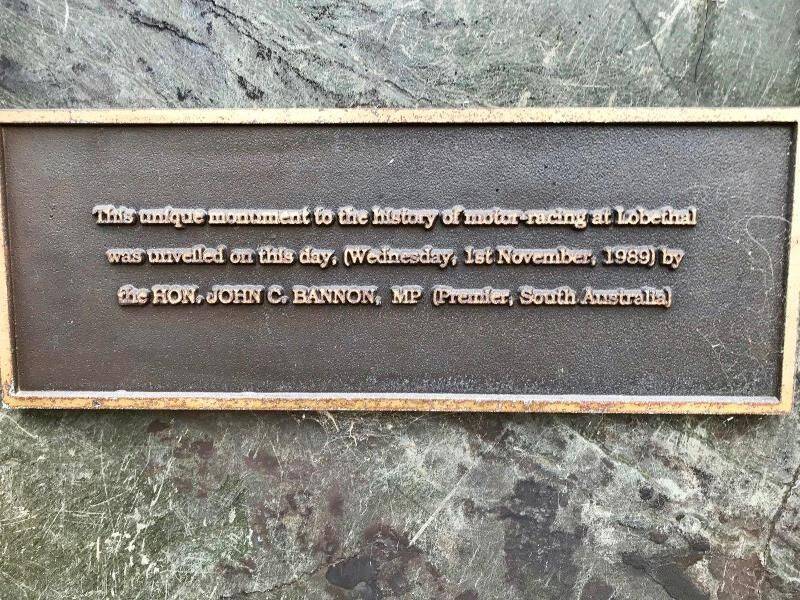 This unique monument to the history of motor-racing at Lobethal
was unveiled on this day, (Wednesday, 1st November, 1989) by
the HON. JOHN C. BANNON, MP (Premier, South Australia)